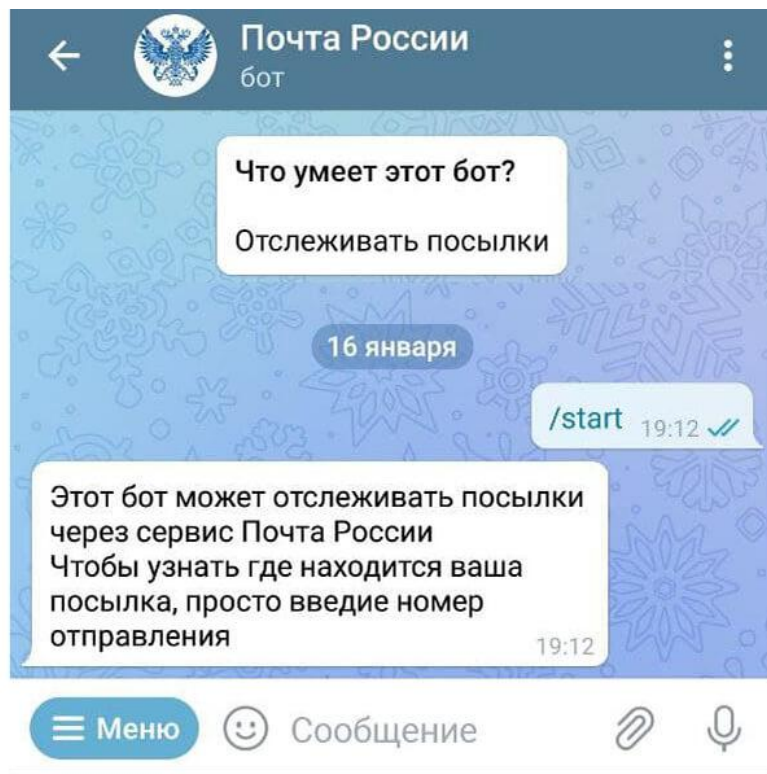 Почта России
бот
Что умеет этот бот?
Отслеживать посылки
16 января
/start 19:12
Этот бот может отслеживать посылки
через сервис Почта России
Чтобы узнать где находится ваша
посылка, просто введие номер
отправления
19:12
Меню
Сообщение